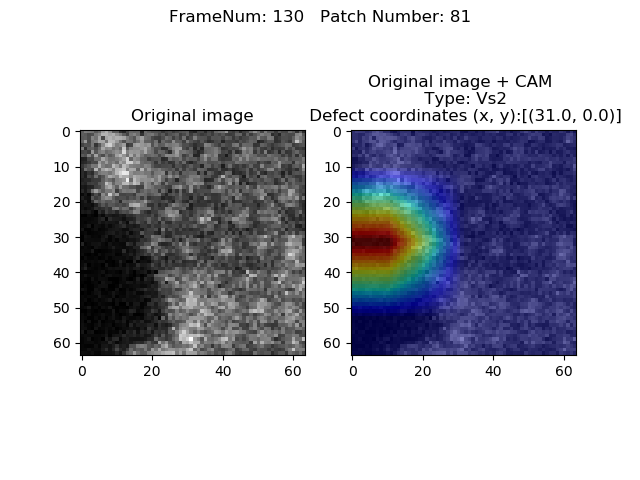 FrameNum: 130   Patch Number: 81
Original image
Original image + CAM
Type: Vs2
Defect coordinates (x, y):[(31.0, 0.0)]
0
10
20
30
40
50
60
0 20 40 60
0
10
20
30
40
50
60
0 20 40 60